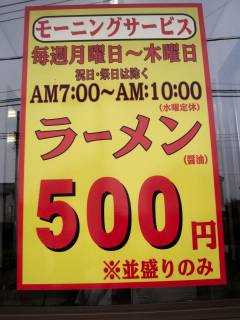 モーニングサービス
毎週月曜日～木曜日
祝日・祭日は除く
AM7:00～AM:10:00
(水曜定休)
ラーメン
(醤油)
500円
※並盛りのみ